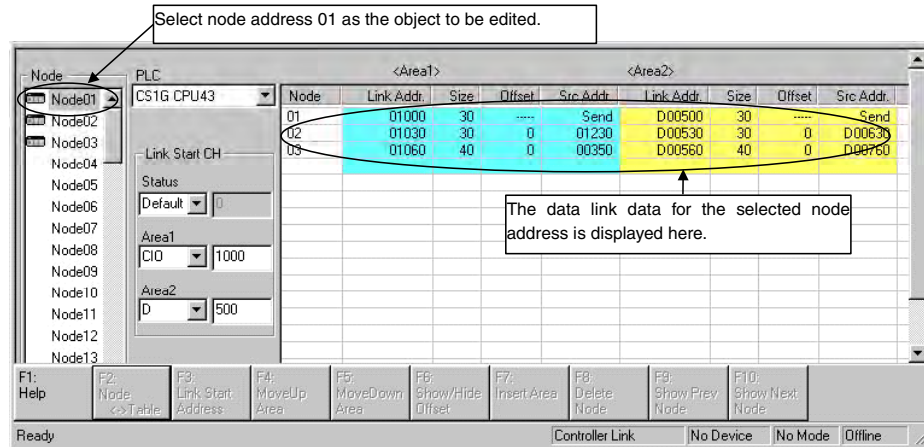 Select node address 01 as the object to be edited.
<Area1> <Area2>
Node PLC
CS1G CPU43
Node Link Addr. Size Offset Src Addr. Link Addr. Size Offset Src Addr.
01 01000 30 ----- Send D00500 30 ----- Send
02 01030 30 0 01230 D00530 30 0 D00630
03 01060 40 0 00350 D00560 40 0 D00760
Node01
Node02
Node03
Node04
Node05
Node06
Node07
Node08
Node09
Node10
Node11
Node12
Node13
Link Start CH
Status
Default 0
Area1
CIO 1000
Area2
D 500
The data link data for the selected node
address is displayed here.
F1:
Help
F2:
Node
<->Table
F3:
Link Start
Address
F4:
MoveUp
Area
F5:
MoveDown
Area
F6:
Show/Hide
Offset
F7:
Insert Area
F8:
Delete
Node
F9:
Show Prev
Node
F10:
Show Next
Node
Ready Controller Link No Device No Mode Offline